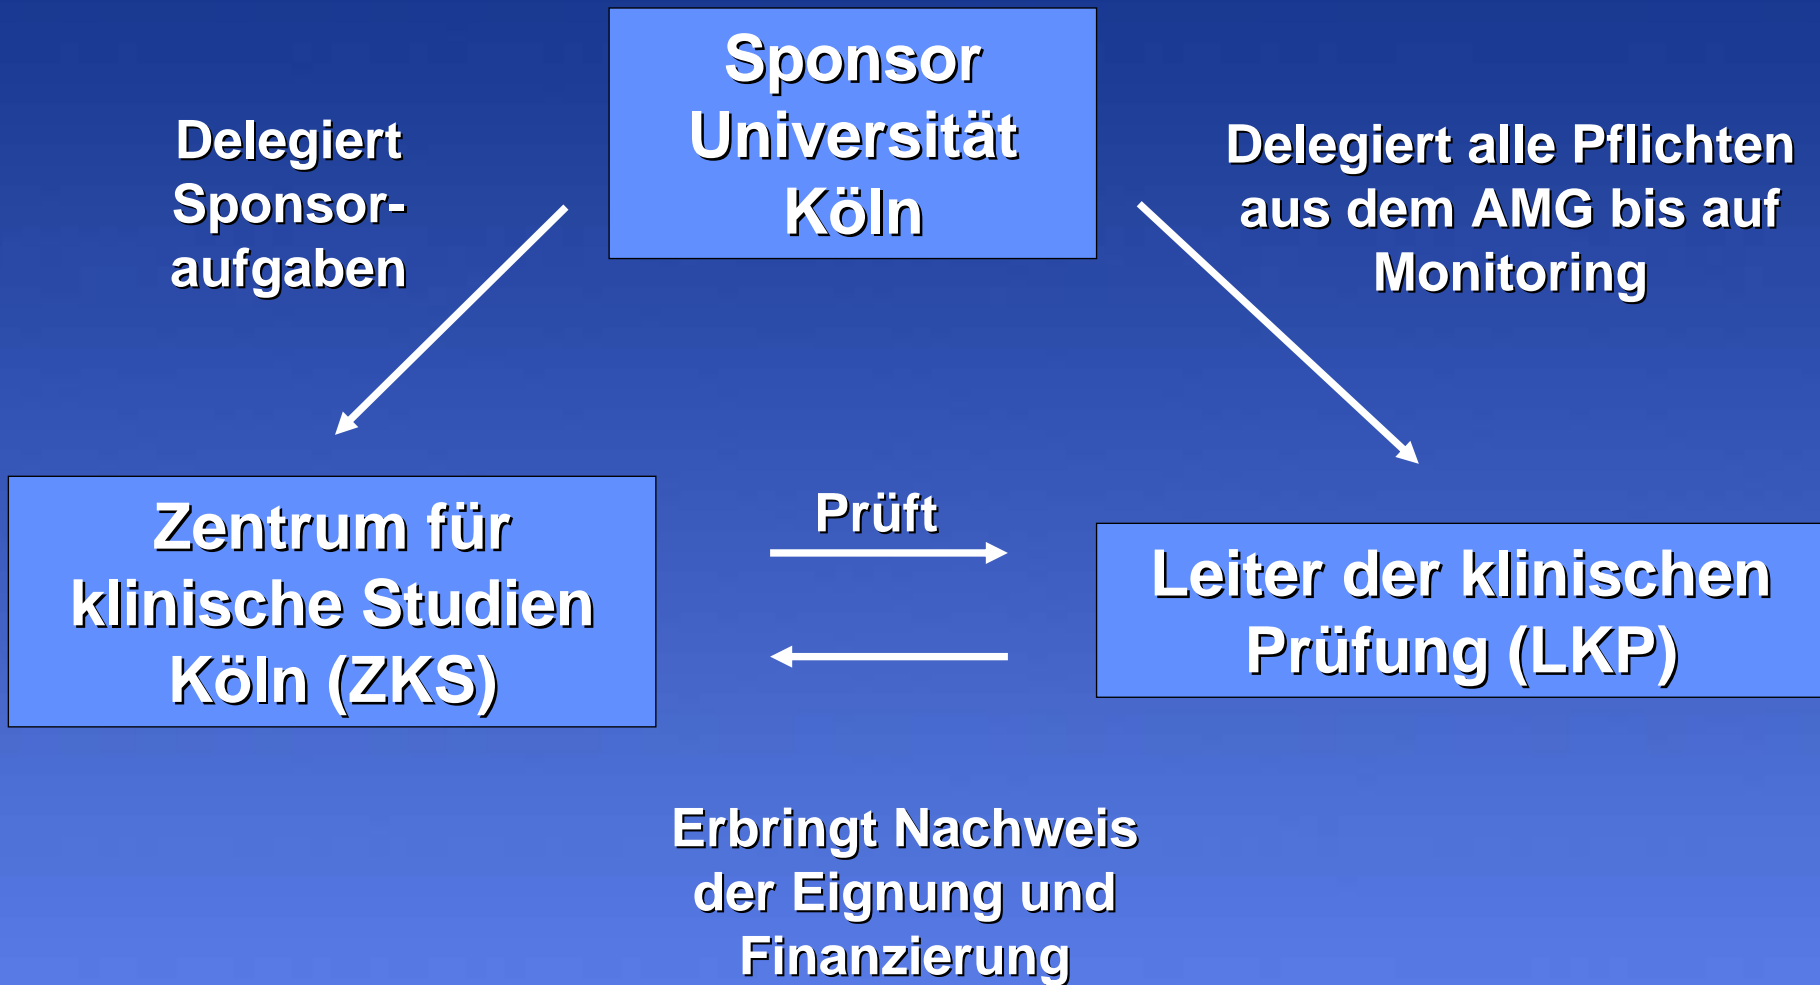 Sponsor
Universität
Köln
Delegiert
Sponsor-
aufgaben
Delegiert alle Pflichten
aus dem AMG bis auf
Monitoring
Zentrum für
klinische Studien
Köln (ZKS)
Prüft
Leiter der klinischen
Prüfung (LKP)
Erbringt Nachweis
der Eignung und
Finanzierung